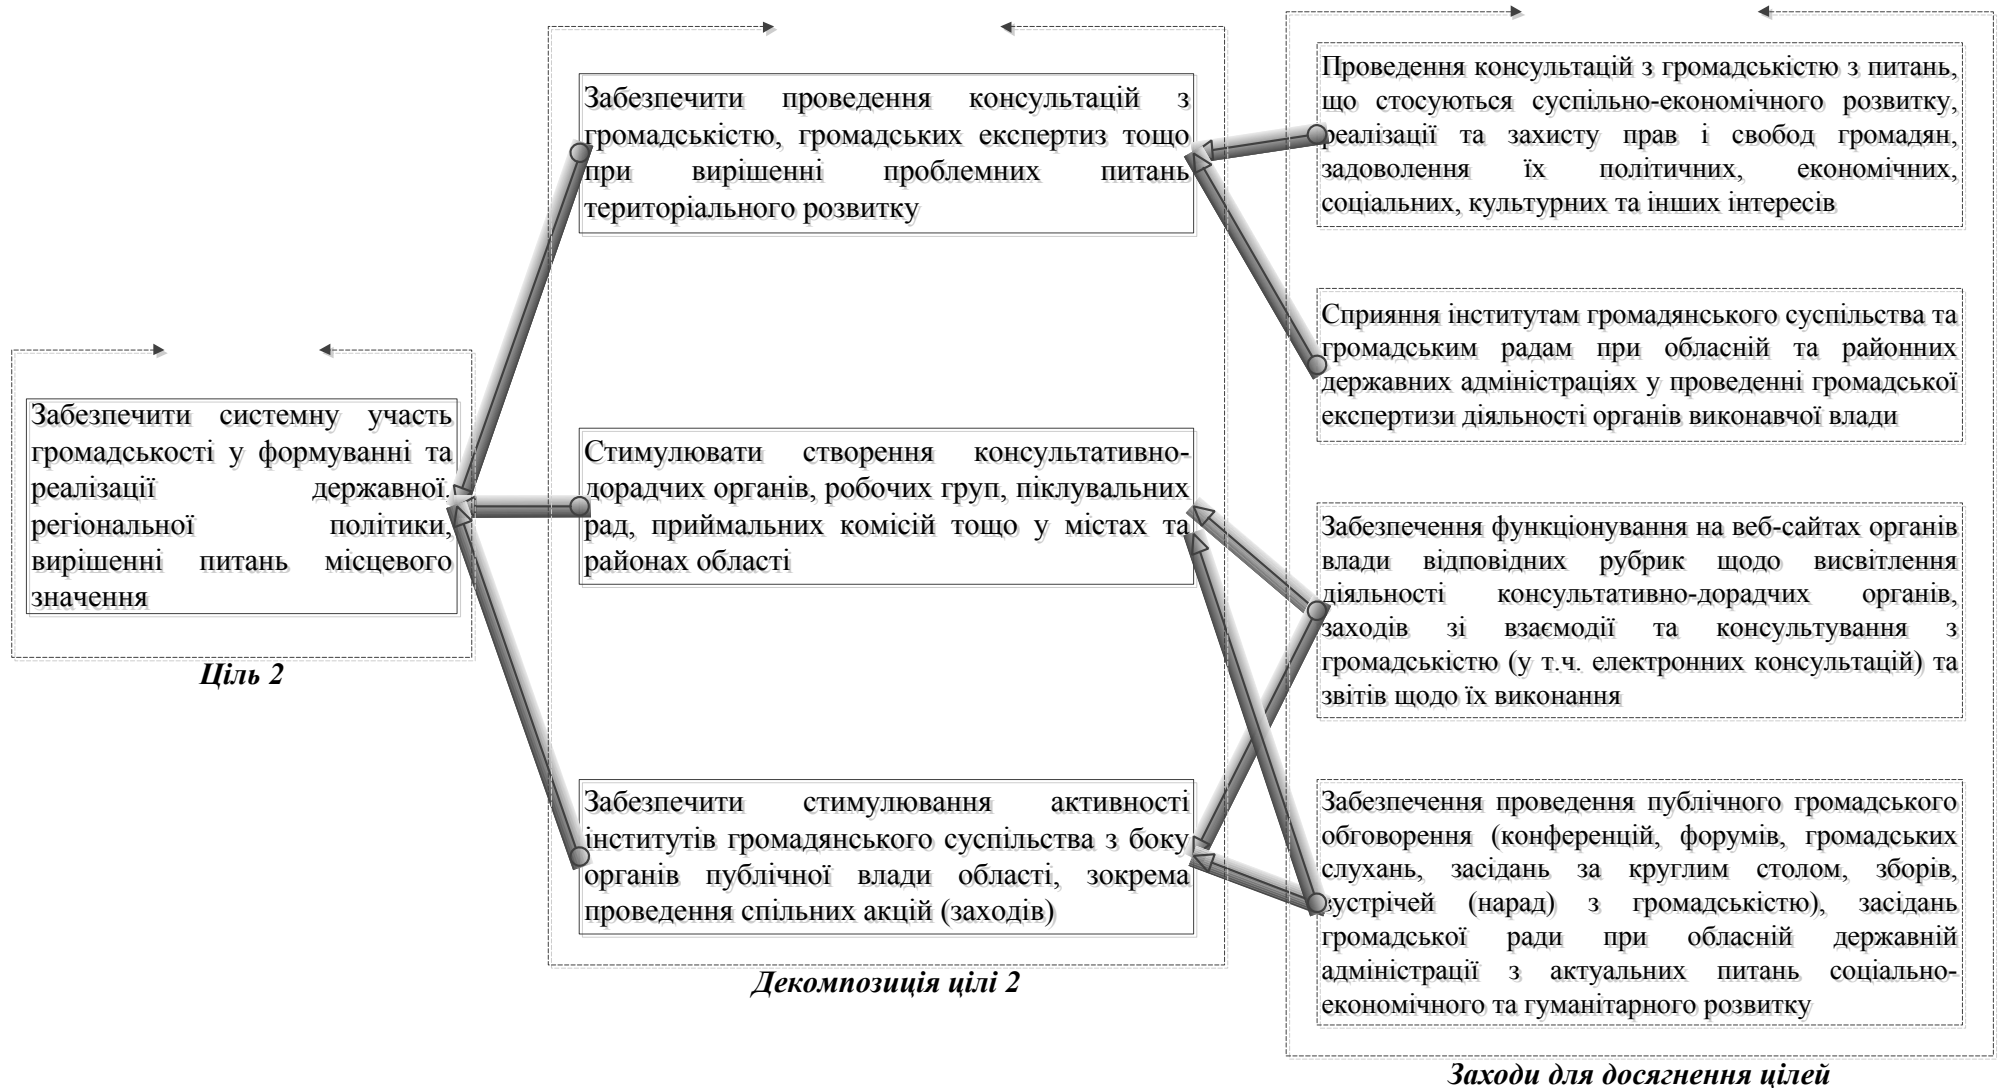 Забезпечити системну участь
громадськості у формуванні та
реалізації державної,
регіональної політики,
вирішенні питань місцевого
значення
Ціль 2
Забезпечити проведення консультацій з
громадськістю, громадських експертиз тощо
при вирішенні проблемних питань
територіального розвитку
Стимулювати створення консультативно-
дорадчих органів, робочих груп, піклувальних
рад, приймальних комісій тощо у містах та
районах області
Забезпечити стимулювання активності
інститутів громадянського суспільства з боку
органів публічної влади області, зокрема
проведення спільних акцій (заходів)
Декомпозиція цілі 2
Проведення консультацій з громадськістю з питань,
що стосуються суспільно-економічного розвитку,
реалізації та захисту прав і свобод громадян,
задоволення їх політичних, економічних,
соціальних, культурних та інших інтересів
Сприяння інститутам громадянського суспільства та
громадським радам при обласній та районних
державних адміністраціях у проведенні громадської
експертизи діяльності органів виконавчої влади
Забезпечення функціонування на веб-сайтах органів
влади відповідних рубрик щодо висвітлення
діяльності консультативно-дорадчих органів,
заходів зі взаємодії та консультування з
громадськістю (у т.ч. електронних консультацій) та
звітів щодо їх виконання
Забезпечення проведення публічного громадського
обговорення (конференцій, форумів, громадських
слухань, засідань за круглим столом, зборів,
зустрічей (нарад) з громадськістю), засідань
громадської ради при обласній державній
адміністрації з актуальних питань соціально-
економічного та гуманітарного розвитку
Заходи для досягнення цілей